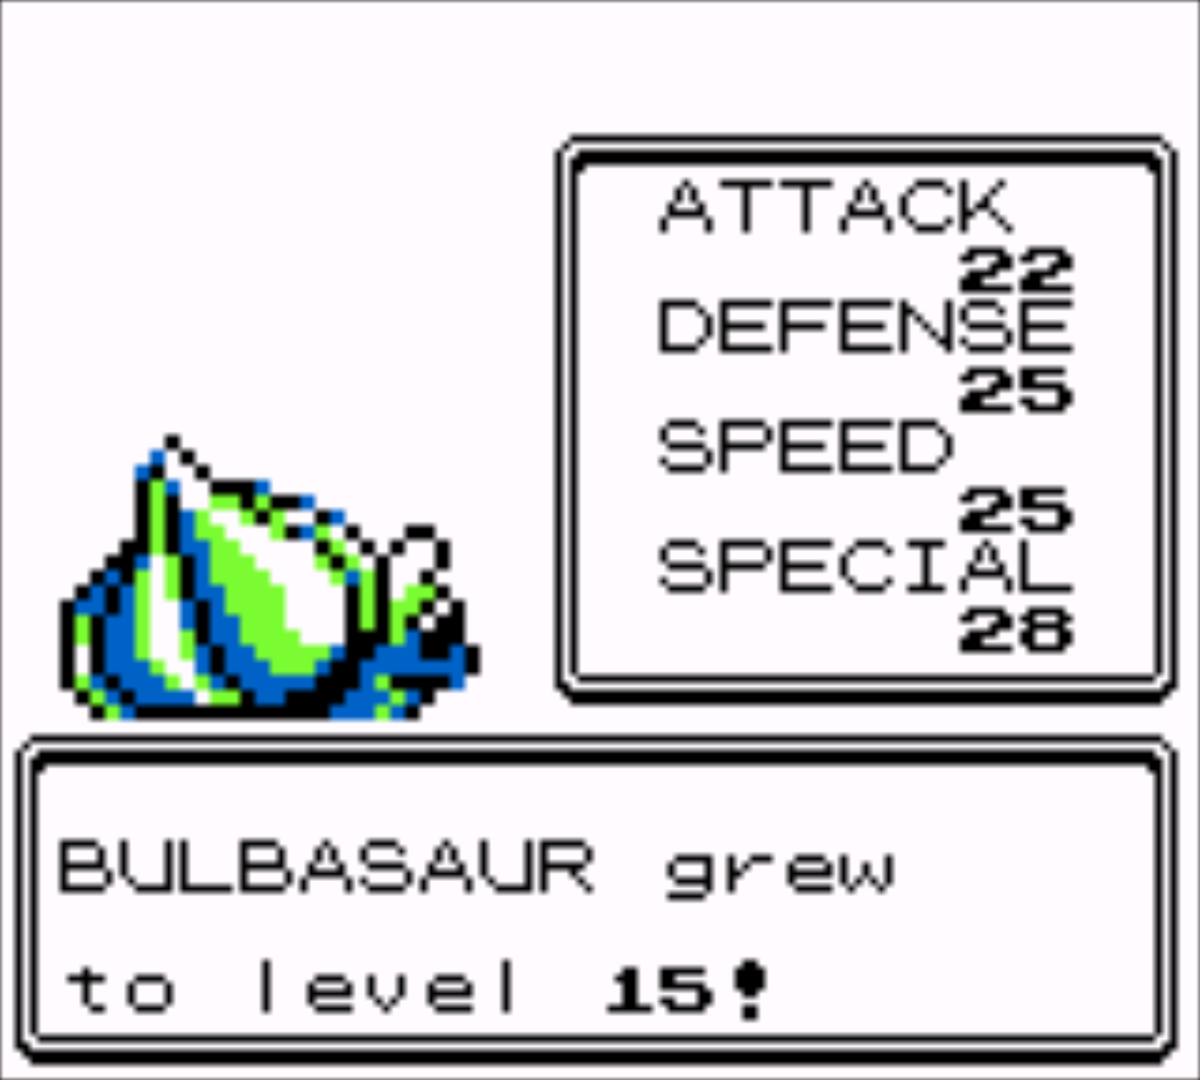 ATTACK
22
DEFENSE
25
SPEED
25
SPECIAL
28
BULBASAUR grew
to level 15!